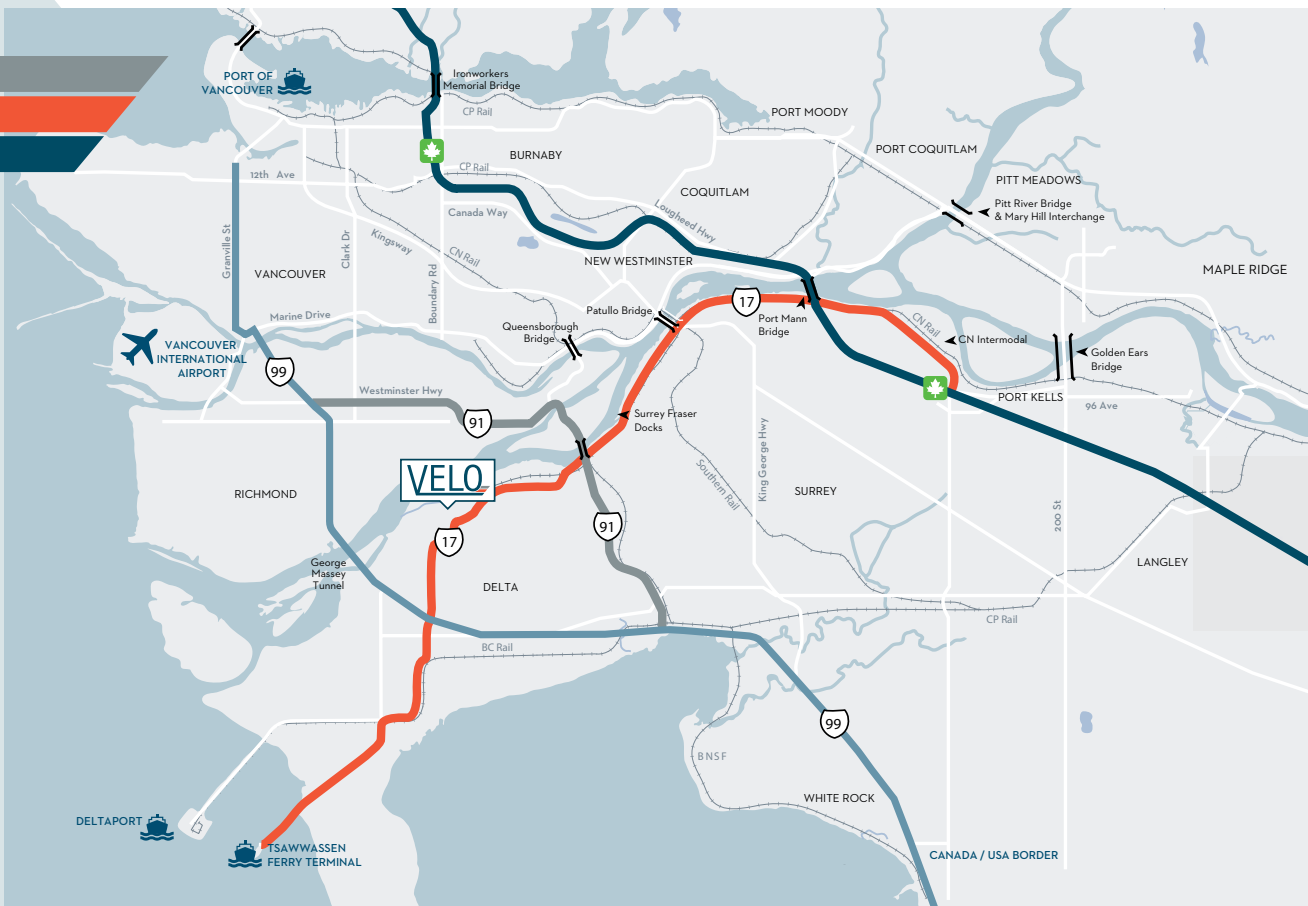 PORT OF
VANCOUVER
Ironworkers
Memorial Bridge
CP Rail
PORT MOODY
BURNABY
CP Rail
PORT COQUITLAM
12th Ave
PITT MEADOWS
COQUITLAM
Canada Way
Lougheed Hwy
Pitt River Bridge
& Mary Hill Interchange
Granville St
Clark Dr
Kingsway
CN Rail
Boundary Rd
VANCOUVER
NEW WESTMINSTER
MAPLE RIDGE
17
Marine Drive
Patullo Bridge
Port Mann
Bridge
CN Rail
Queensborough
Bridge
CN Intermodal
VANCOUVER
INTERNATIONAL
AIRPORT
Golden Ears
Bridge
99
Westminster Hwy
PORT KELLS
96 Ave
91
Surrey Fraser
Docks
King George Hwy
VELO
Southern Rail
RICHMOND
SURREY
200 St
91
17
George
Massey
Tunnel
LANGLEY
DELTA
CP Rail
BC Rail
99
BNSF
WHITE ROCK
DELTAPORT
TSAWWASSEN
FERRY TERMINAL
CANADA / USA BORDER